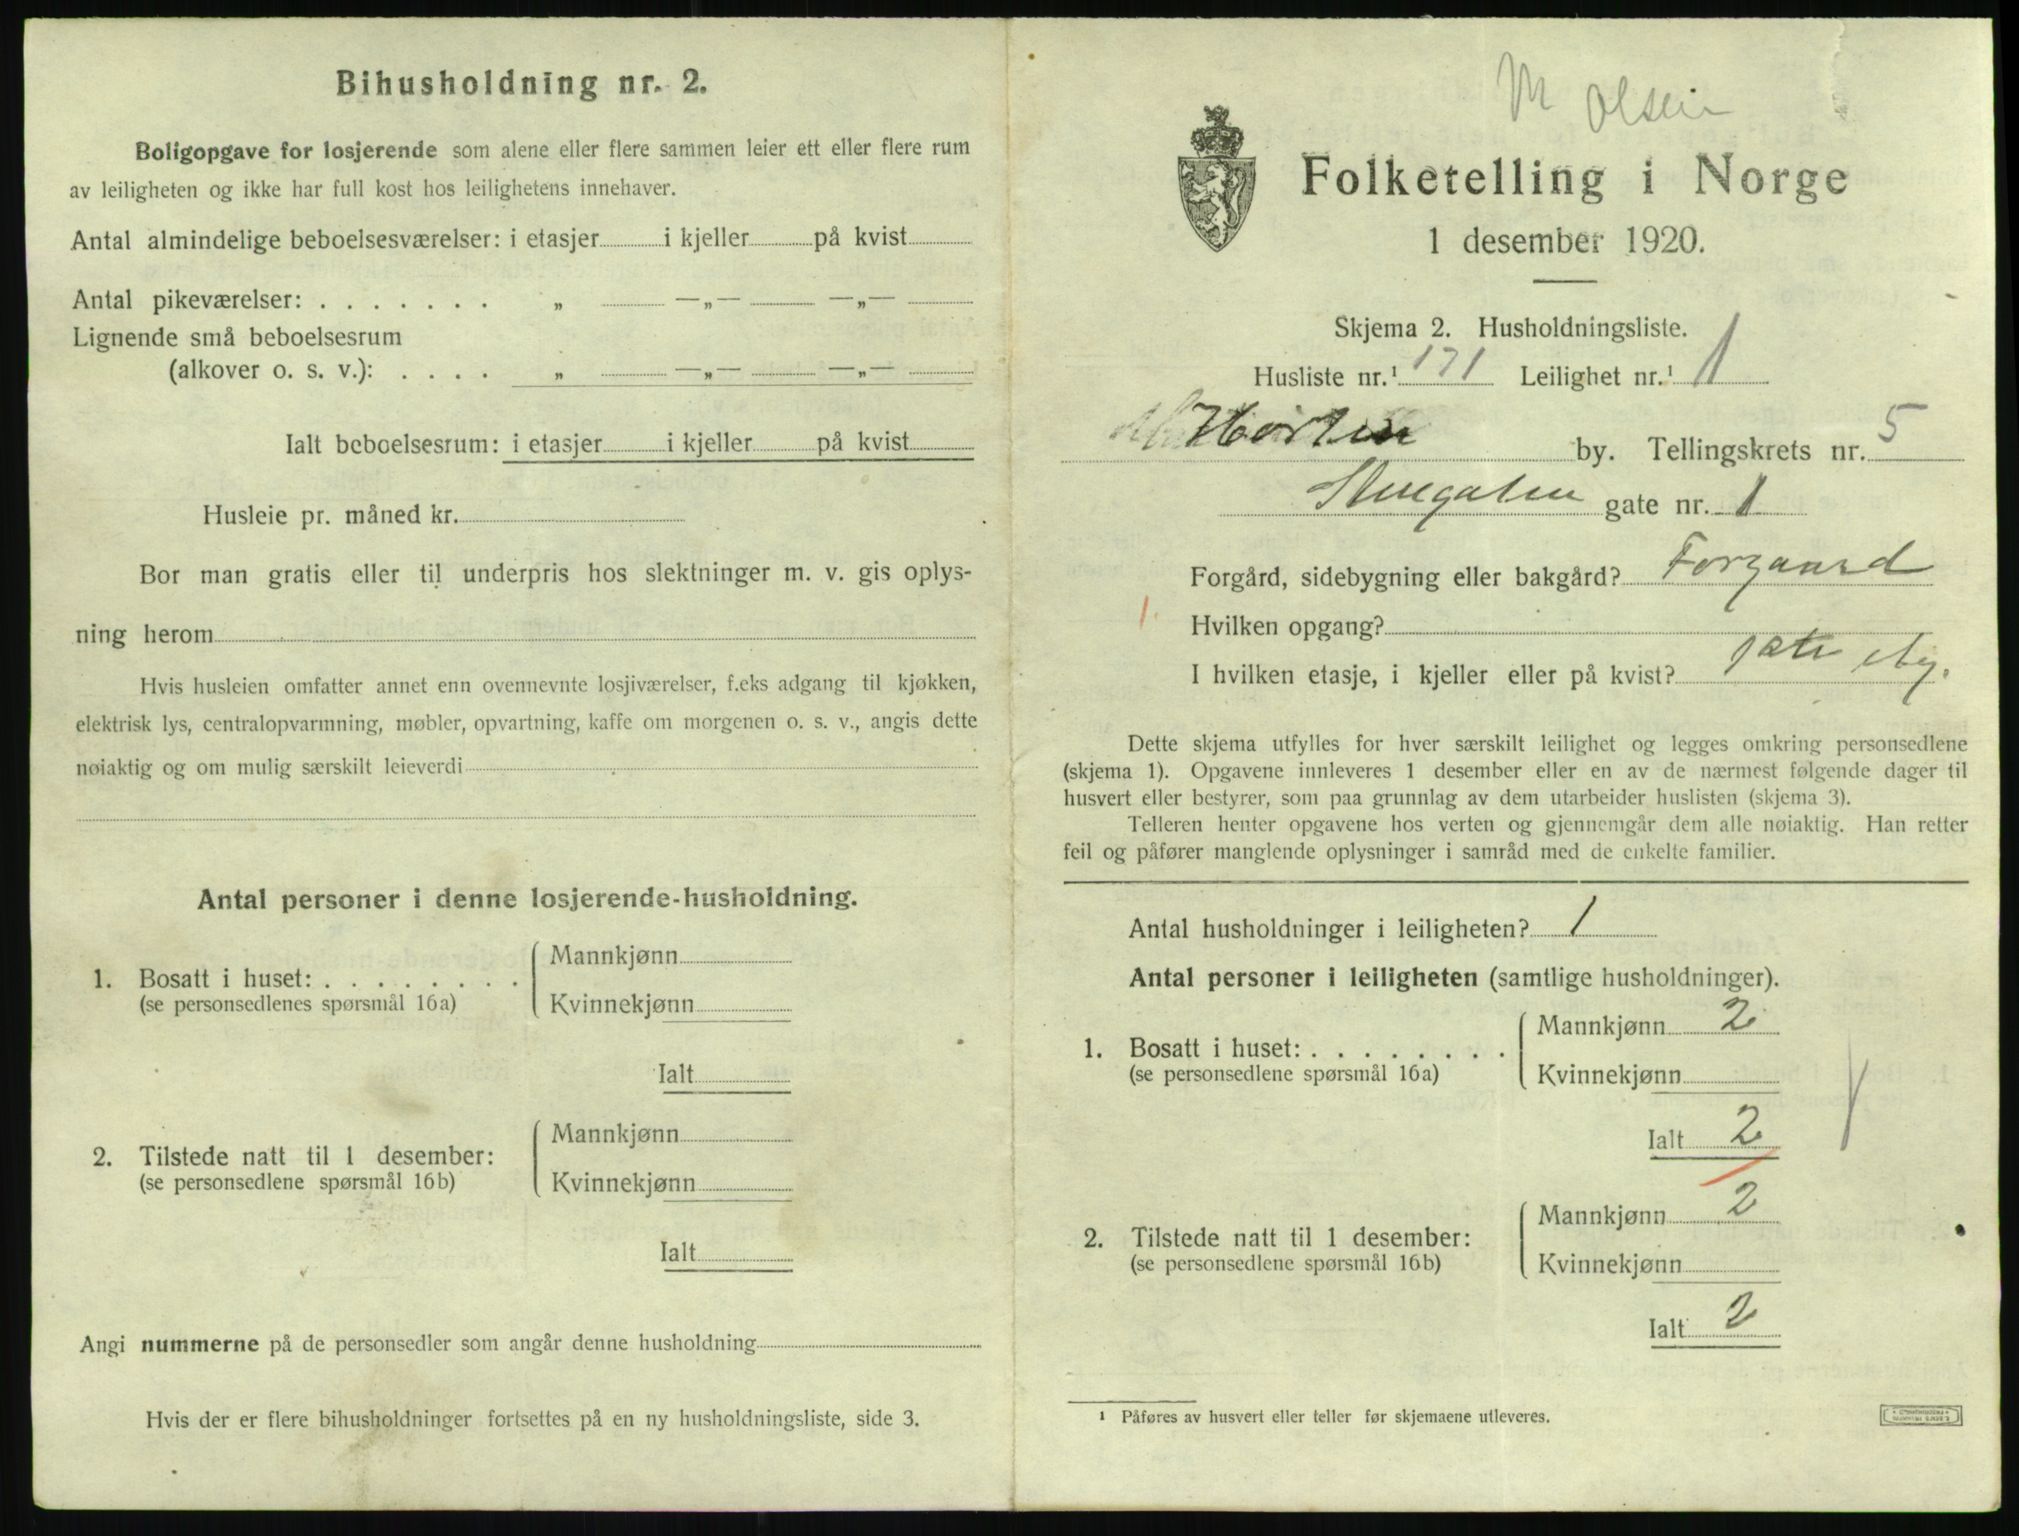 Bihusholdning nr. 2.
Boligopgave for losjerende som alene eller flere sammen leier ett eller flere rum
av leiligheten og ikke har full kost hos leilighetens innehaver.
Antal almindelige beboelsesværelser: i etasjer i kjeller på kvist
Antal pikeværelser: . . . . . . . „ —„— —„—
Lignende små beboelsesrum
(alkover o. s. v.): . . . . „ —„— —„—
Ialt beboelsesrum: i etasjer i kjeller på kvist
Husleie pr. måned kr.
Bor man gratis eller til underpris hos slektninger m. v. gis oplys-
ning herom
Hvis husleien omfatter annet enn ovennevnte losjiværelser, f.eks adgang til kjøkken,
elektrisk lys, centralopvarmning, møbler, opvartning, kaffe om morgenen o. s. v., angis dette
nøiaktig og om mulig særskilt leieverdi
Antal personer i denne losjerende-husholdning.
1. Bosatt i huset: . . . . . . . . Mannkjønn
(se personsedlenes spørsmål 16a) Kvinnekjønn
Ialt
2. Tilstede natt til 1 desember: Mannkjønn
(se personsedlene spørsmål 16b) Kvinnekjønn
Ialt
Angi nummerne på de personsedler som angår denne husholdning
Hvis der er flere bihusholdninger fortsettes på en ny husholdningsliste, side 3.
M Olsen
Folketelling i Norge
1 desember 1920.
Skjema 2. Husholdningsliste.
Husliste nr.¹ 171 Leilighet nr.¹ 1
Horten by. Tellingskrets nr. 5
gate nr. 1
Forgård, sidebygning eller bakgård? Forgaard
1.
Hvilken opgang?
I hvilken etasje, i kjeller eller på kvist? 1ste etg.
Dette skjema utfylles for hver særskilt leilighet og legges omkring personsedlene
(skjema 1). Opgavene innleveres 1 desember eller en av de nærmest følgende dager til
husvert eller bestyrer, som paa grunnlag av dem utarbeider huslisten (skjema 3).
Telleren henter opgavene hos verten og gjennemgår dem alle nøiaktig. Han retter
feil og påfører manglende oplysninger i samråd med de enkelte familier.
Antal husholdninger i leiligheten? 1
Antal personer i leiligheten (samtlige husholdninger).
1. Bosatt i huset: . . . . . . . . Mannkjønn 2
(se personsedlene spørsmål 16a) Kvinnekjønn
Ialt 2
2. Tilstede natt til 1 desember: Mannkjønn 2
(se personsedlene spørsmål 16b) Kvinnekjønn
Ialt 2
¹ Påføres av husvert eller teller før skjemaene utleveres.